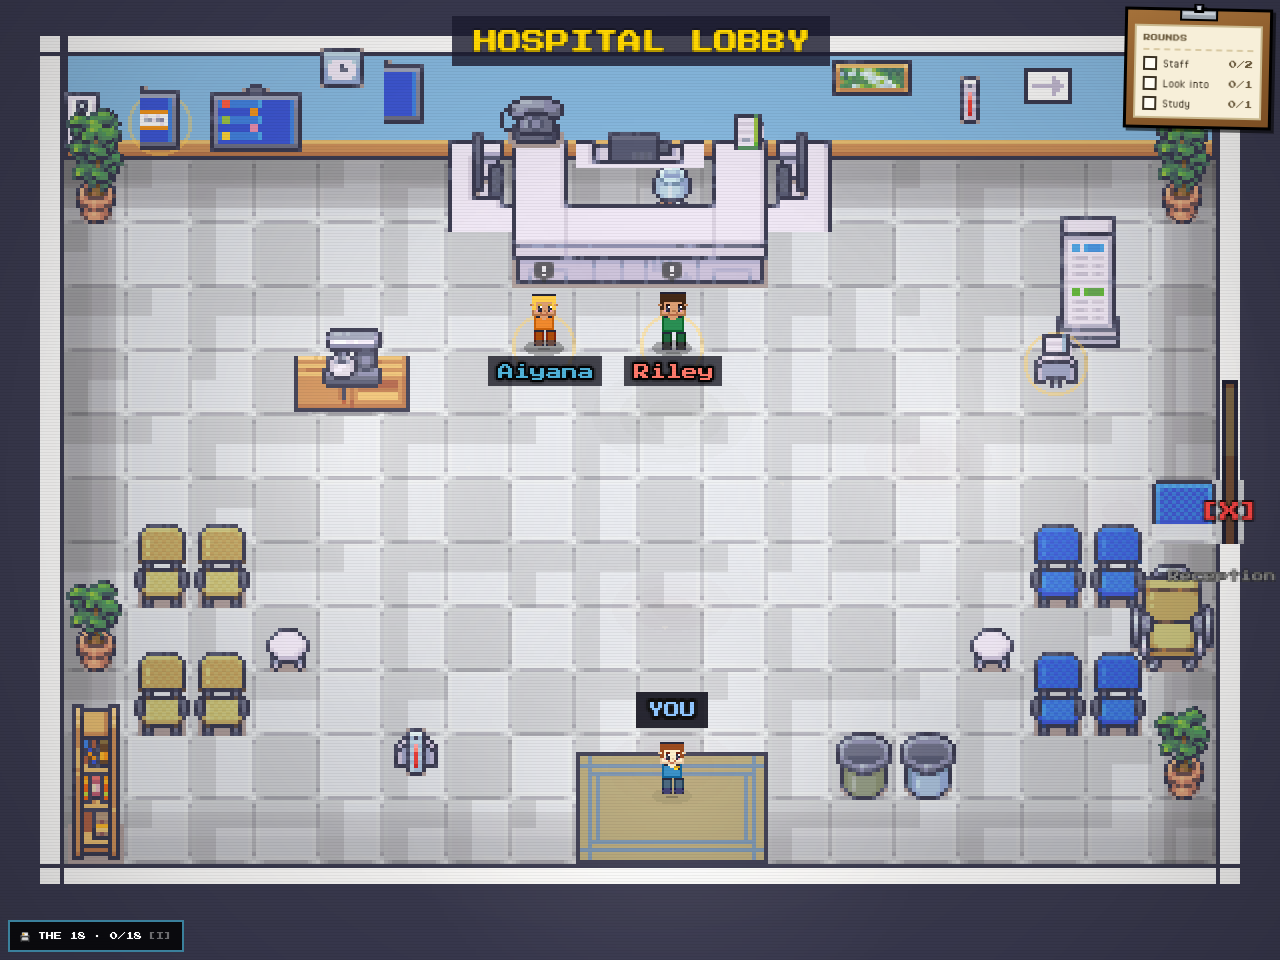 HOSPITAL LOBBY
ROUNDS
Staff 0/2
Look into 0/1
Study 0/1
!
!
Aiyana
Riley
[X]
Reception
YOU
THE 18 · 0/18 [I]